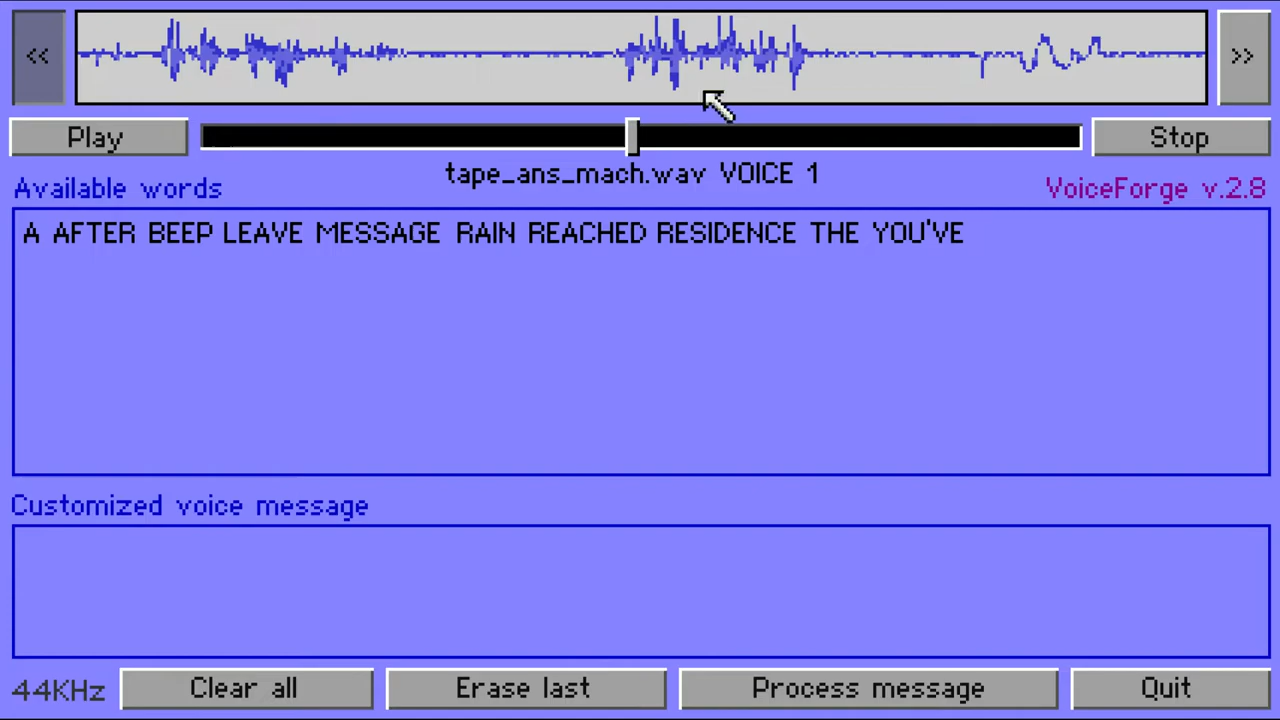 << >>
Play Stop
tape_ans_mach.wav VOICE 1
Available words VoiceForge v.2.8
A AFTER BEEP LEAVE MESSAGE RAIN REACHED RESIDENCE THE YOU'VE
Customized voice message
44KHz Clear all Erase last Process message Quit